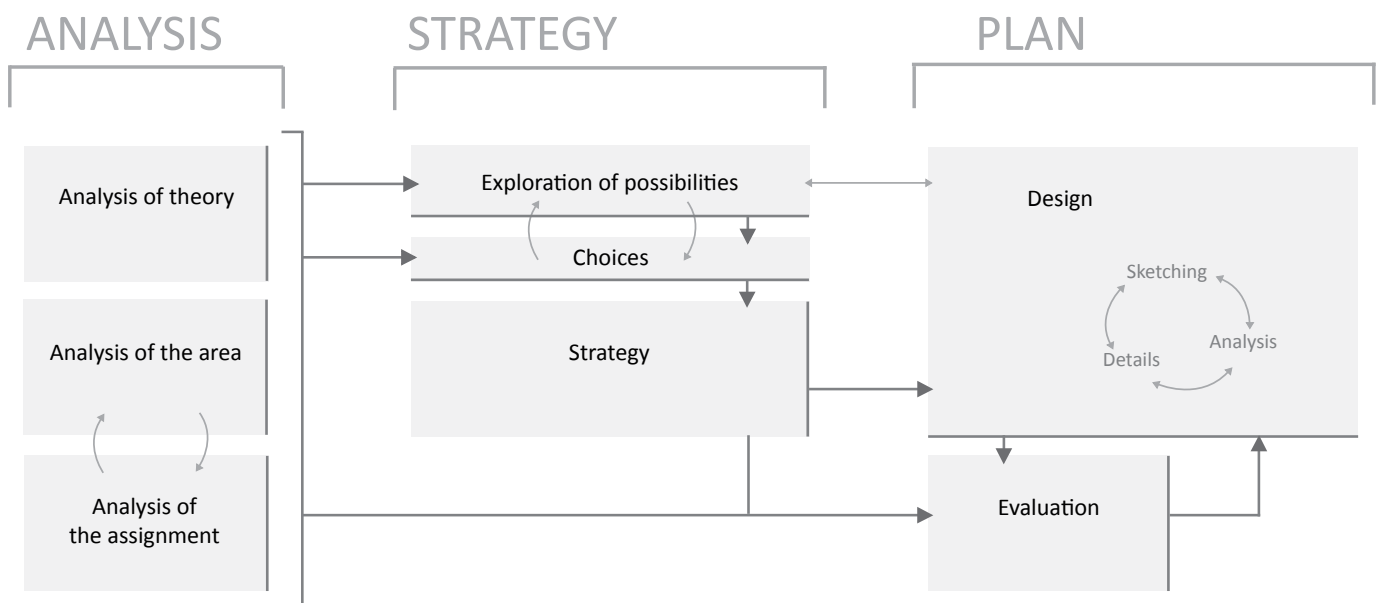 ANALYSIS
STRATEGY
PLAN
Analysis of theory
Analysis of the area
Analysis of
the assignment
Exploration of possibilities
Choices
Strategy
Design
Sketching
Analysis
Details
Evaluation